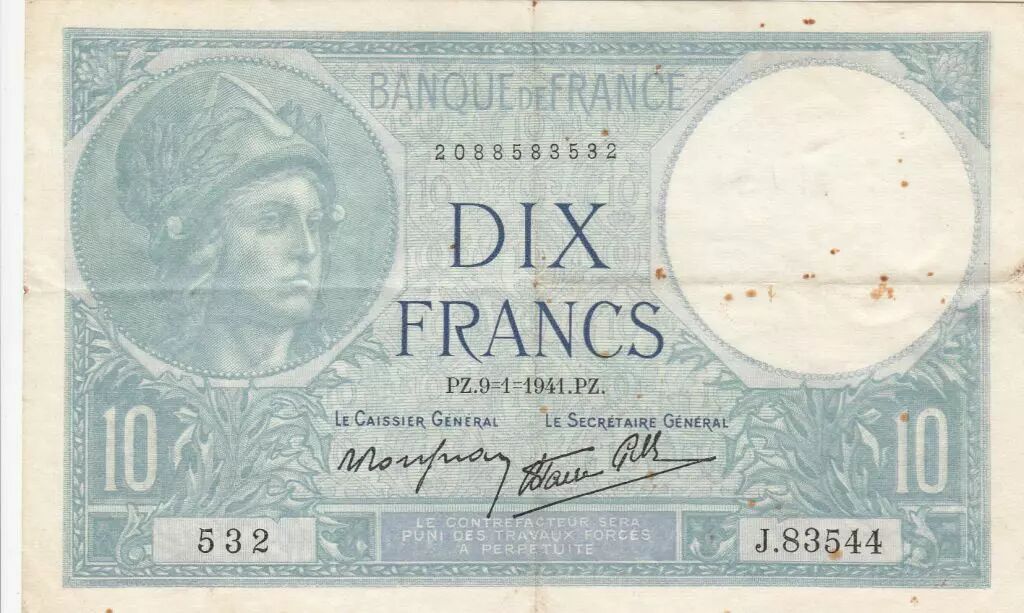 BANQUE DE FRANCE
2088583532
DIX
FRANCS
PZ.9=1=1941.PZ.
LE CAISSIER GÉNÉRAL LE SECRÉTAIRE GÉNÉRAL
10 10
LE CONTREFACTEUR SERA
PUNI DES TRAVAUX FORCÉS
À PERPÉTUITÉ
532 J.83544